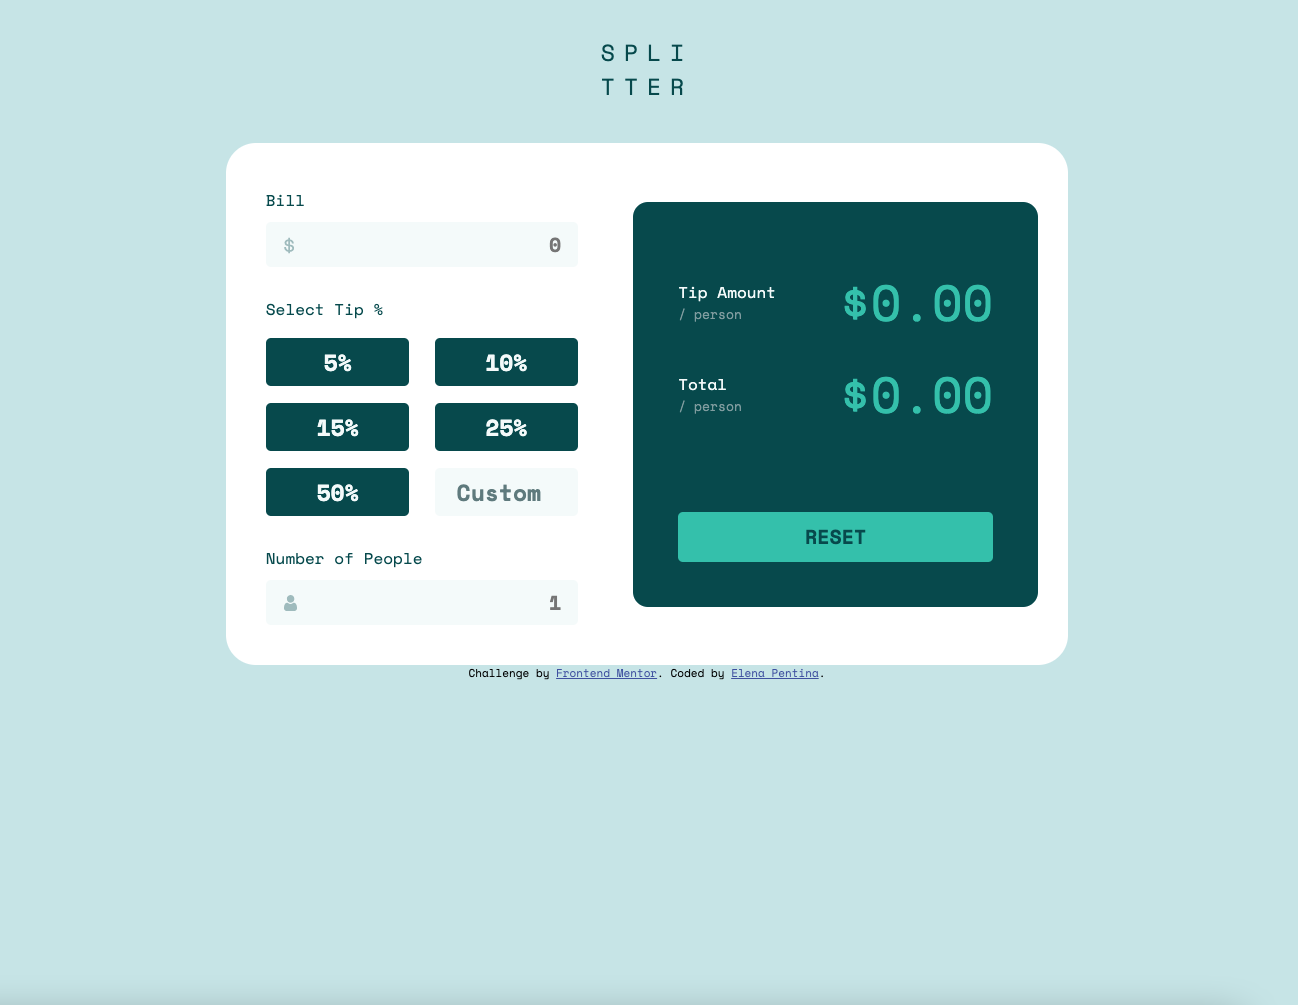 SPLI
TTER
Bill
$ 0
Select Tip %
5% 10%
15% 25%
50% Custom
Number of People
1
Tip Amount
/ person
$0.00
Total
/ person
$0.00
RESET
Challenge by Frontend Mentor. Coded by Elena Pentina.